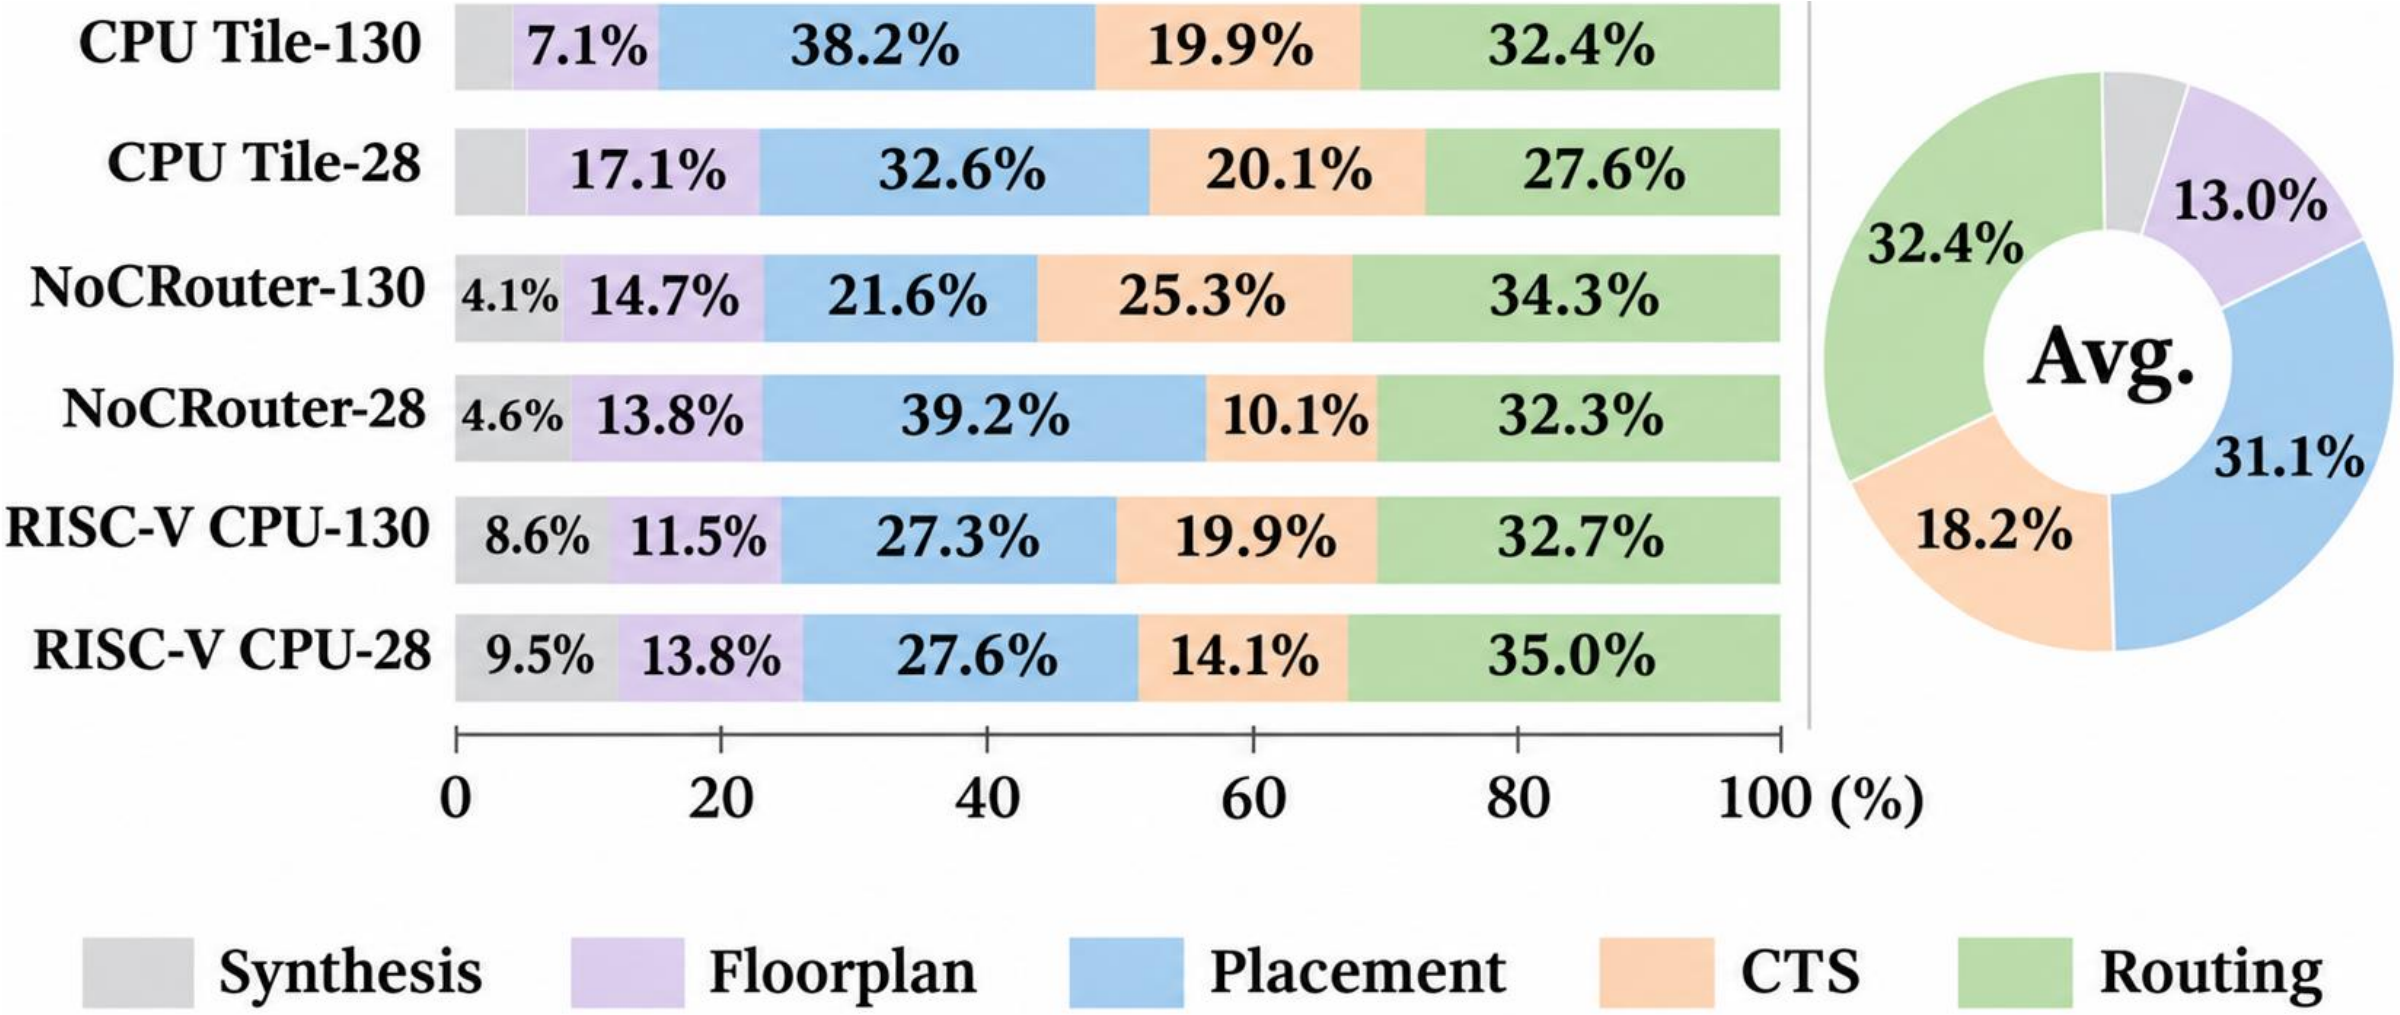 CPU Tile-130 7.1% 38.2% 19.9% 32.4%
CPU Tile-28 17.1% 32.6% 20.1% 27.6%
NoCRouter-130 4.1% 14.7% 21.6% 25.3% 34.3%
NoCRouter-28 4.6% 13.8% 39.2% 10.1% 32.3%
RISC-V CPU-130 8.6% 11.5% 27.3% 19.9% 32.7%
RISC-V CPU-28 9.5% 13.8% 27.6% 14.1% 35.0%
0 20 40 60 80 100 (%)
13.0%
32.4%
Avg.
31.1%
18.2%
Synthesis Floorplan Placement CTS Routing